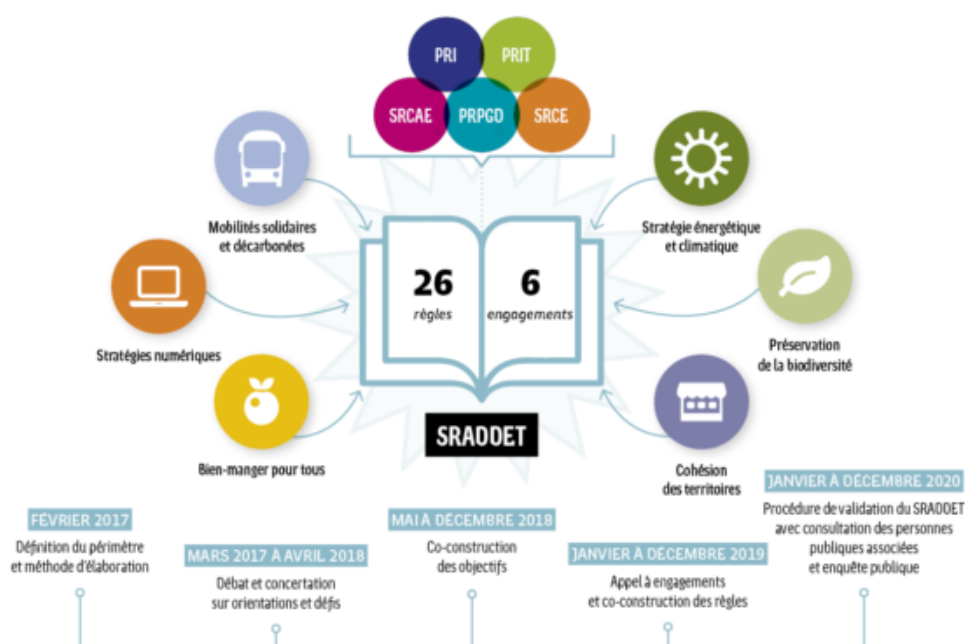 PRI
PRIT
SRCAE
PRPGD
SRCE
Mobilités solidaires
et décarbonées
Stratégie énergétique
et climatique
26
règles
6
engagements
Stratégies numériques
Préservation
de la biodiversité
Bien-manger pour tous
SRADDET
Cohésion
des territoires
FÉVRIER 2017
Définition du périmètre
et méthode d'élaboration
MARS 2017 À AVRIL 2018
Débat et concertation
sur orientations et défis
MAI À DÉCEMBRE 2018
Co-construction
des objectifs
JANVIER À DÉCEMBRE 2019
Appel à engagements
et co-construction des règles
JANVIER À DÉCEMBRE 2020
Procédure de validation du SRADDET
avec consultation des personnes
publiques associées
et enquête publique